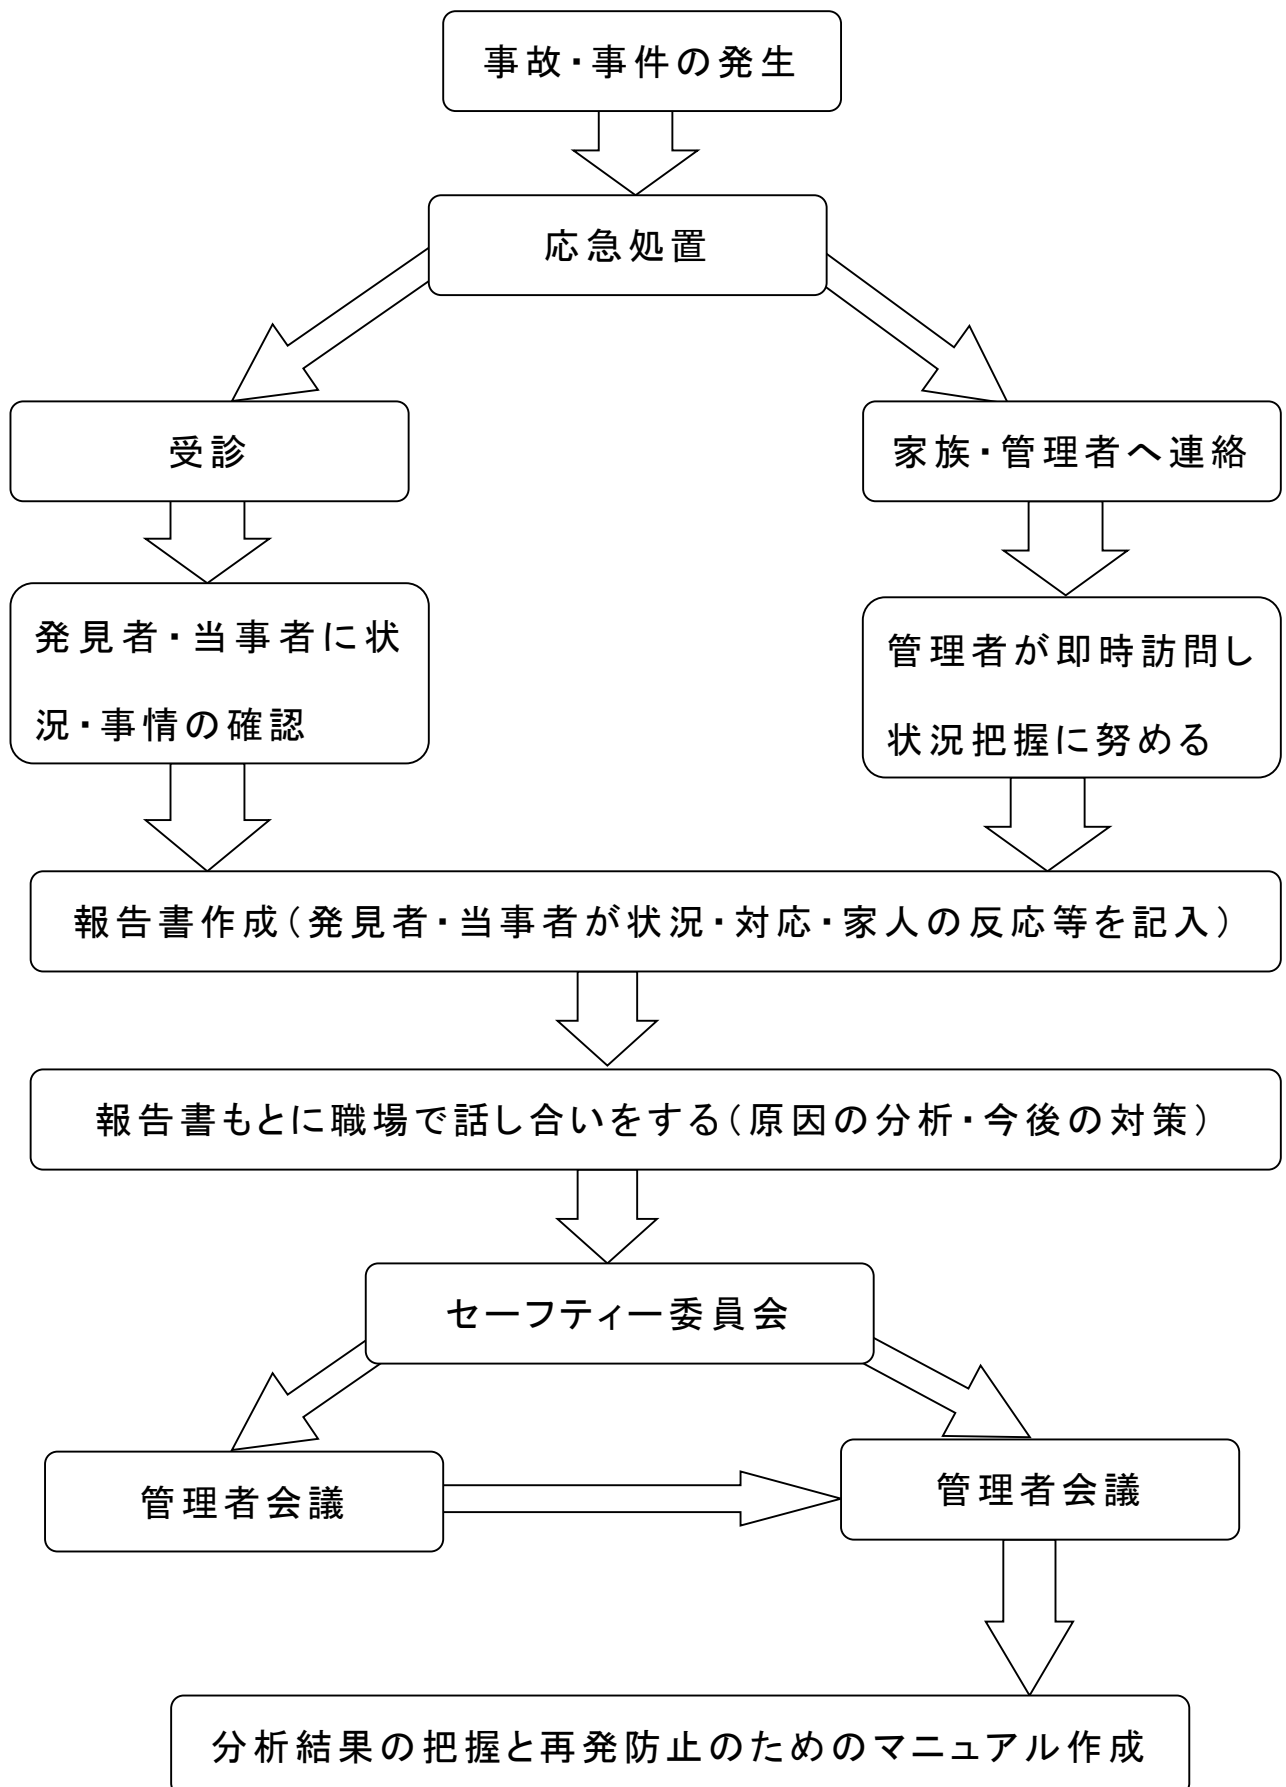 事故・事件の発生
応急処置
受診
家族・管理者へ連絡
発見者・当事者に状
況・事情の確認
管理者が即時訪問し
状況把握に努める
報告書作成（発見者・当事者が状況・対応・家人の反応等を記入）
報告書もとに職場で話し合いをする（原因の分析・今後の対策）
セーフティー委員会
管理者会議
管理者会議
分析結果の把握と再発防止のためのマニュアル作成